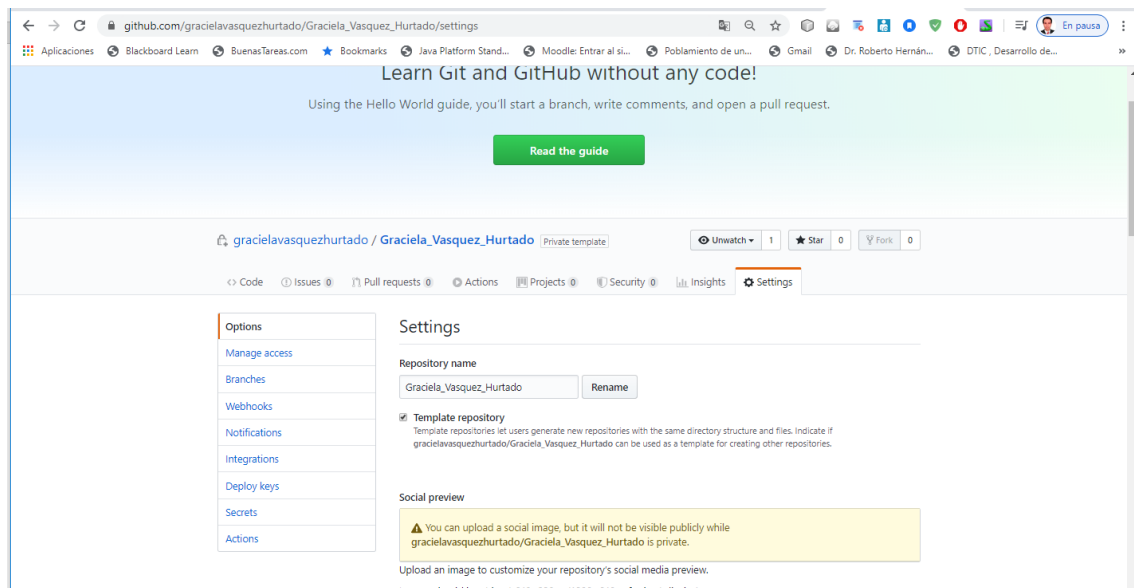 github.com/gracielavasquezhurtado/Graciela_Vasquez_Hurtado/settings
En pausa
Aplicaciones Blackboard Learn BuenasTareas.com Bookmarks Java Platform Stand... Moodle: Entrar al si... Poblamiento de un... Gmail Dr. Roberto Hernán... DTIC , Desarrollo de... »
Learn Git and GitHub without any code!
Using the Hello World guide, you'll start a branch, write comments, and open a pull request.
Read the guide
gracielavasquezhurtado / Graciela_Vasquez_Hurtado Private template Unwatch 1 Star 0 Fork 0
<> Code Issues 0 Pull requests 0 Actions Projects 0 Security 0 Insights Settings
Options
Manage access
Branches
Webhooks
Notifications
Integrations
Deploy keys
Secrets
Actions
Settings
Repository name
Graciela_Vasquez_Hurtado Rename
Template repository
Template repositories let users generate new repositories with the same directory structure and files. Indicate if
gracielavasquezhurtado/Graciela_Vasquez_Hurtado can be used as a template for creating other repositories.
Social preview
You can upload a social image, but it will not be visible publicly while
gracielavasquezhurtado/Graciela_Vasquez_Hurtado is private.
Upload an image to customize your repository's social media preview.